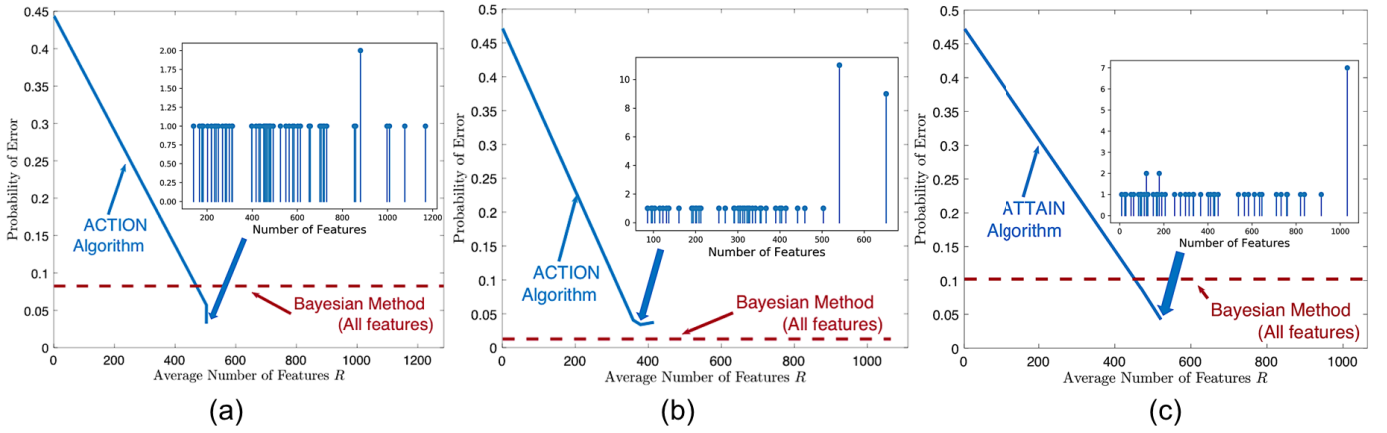 0.45
0.4
0.35
0.3
0.25
0.2
0.15
0.1
0.05
0
Probability of Error
0 200 400 600 800 1000 1200
Average Number of Features R
2.00
1.75
1.50
1.25
1.00
0.75
0.50
0.25
0.00
200 400 600 800 1000 1200
Number of Features
ACTION
Algorithm
Bayesian Method
(All features)
(a)
0.5
0.45
0.4
0.35
0.3
0.25
0.2
0.15
0.1
0.05
0
Probability of Error
0 200 400 600 800 1000
Average Number of Features R
10
8
6
4
2
0
100 200 300 400 500 600
Number of Features
ACTION
Algorithm
Bayesian Method
(All features)
(b)
0.5
0.45
0.4
0.35
0.3
0.25
0.2
0.15
0.1
0.05
0
Probability of Error
0 200 400 600 800 1000
Average Number of Features R
7
6
5
4
3
2
1
0
0 200 400 600 800 1000
Number of Features
ATTAIN
Algorithm
Bayesian Method
(All features)
(c)